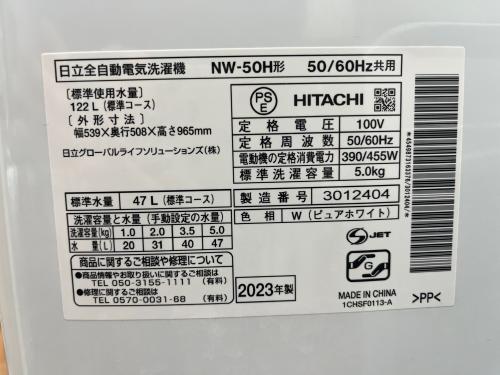 日立全自動電気洗濯機 NW-50H形 50/60Hz共用
〔標準使用水量〕
122L(標準コース)
〔外形寸法〕
幅539×奥行508×高さ965mm
日立グローバルライフソリューションズ(株)
PS
E
HITACHI
定格電圧 100V
定格周波数 50/60Hz
電動機の定格消費電力 390/455W
標準洗濯容量 5.0kg
標準水量 47L(標準コース)
洗濯容量と水量(手動設定の水量)
洗濯容量(kg) 1.0 2.0 3.5 5.0
水量(L) 20 31 40 47
製造番号 3012404
色相 W(ピュアホワイト)
商品に関するご相談や修理について
●商品情報やお取り扱いに関するご相談など
TEL 050-3155-1111(有料)
●修理に関するご相談など
TEL 0570-0031-68(有料)
2023年製
S JET
G
MADE IN CHINA
1CHSF0113-A
>PP<